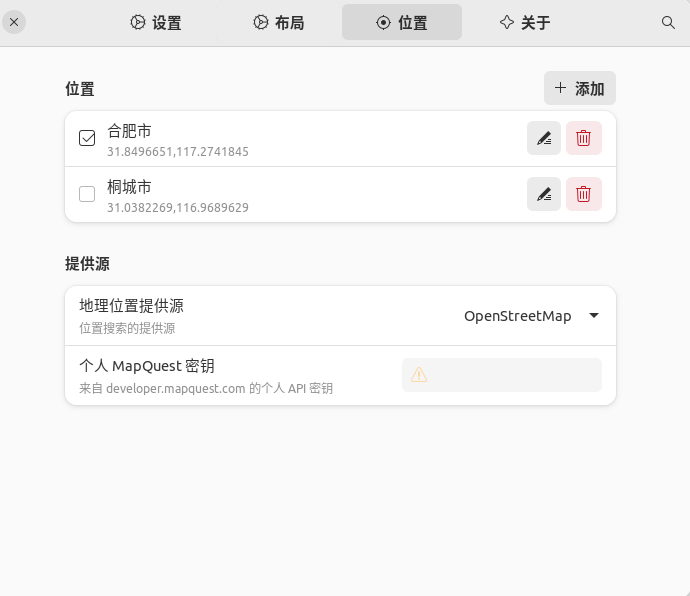 设置
布局
位置
关于
位置
添加
合肥市
31.8496651,117.2741845
桐城市
31.0382269,116.9689629
提供源
地理位置提供源
位置搜索的提供源
OpenStreetMap
个人 MapQuest 密钥
来自 developer.mapquest.com 的个人 API 密钥